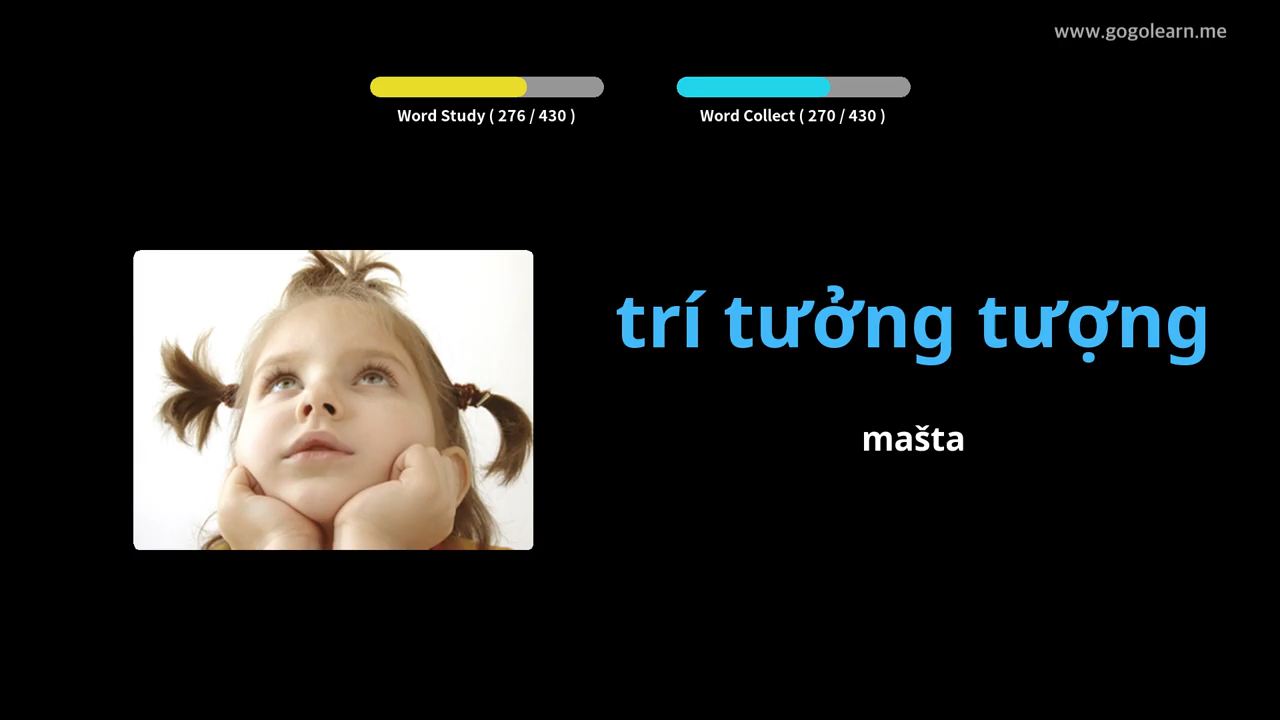 www.gogolearn.me
Word Study ( 276 / 430 )
Word Collect ( 270 / 430 )
trí tưởng tượng
mašta